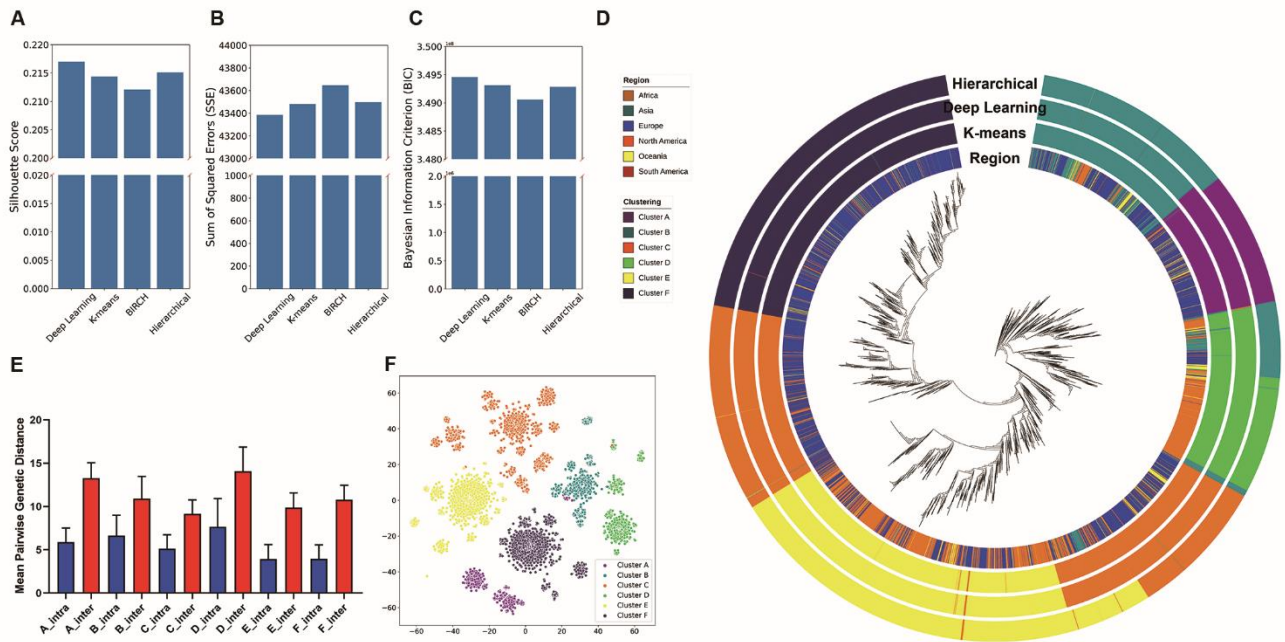 A
B
C
D
Silhouette Score
0.220
0.215
0.210
0.205
0.200
0.020
0.015
0.010
0.005
0.000
Deep Learning
K-means
BIRCH
Hierarchical
Sum of Squared Errors (SSE)
44000
43800
43600
43400
43200
43000
1000
800
600
400
200
0
Deep Learning
K-means
BIRCH
Hierarchical
Bayesian Information Criterion (BIC)
3.500
3.495
3.490
3.485
3.480
2.0
1.5
1.0
0.5
0.0
Deep Learning
K-means
BIRCH
Hierarchical
Region
Africa
Asia
Europe
North America
Oceania
South America
Clustering
Cluster A
Cluster B
Cluster C
Cluster D
Cluster E
Cluster F
Hierarchical
Deep Learning
K-means
Region
E
Mean Pairwise Genetic Distance
20
15
10
5
0
A_intra
A_inter
B_intra
B_inter
C_intra
C_inter
D_intra
D_inter
E_intra
E_inter
F_intra
F_inter
F
60
40
20
0
−20
−40
−60
−60
−40
−20
0
20
40
60
Cluster A
Cluster B
Cluster C
Cluster D
Cluster E
Cluster F